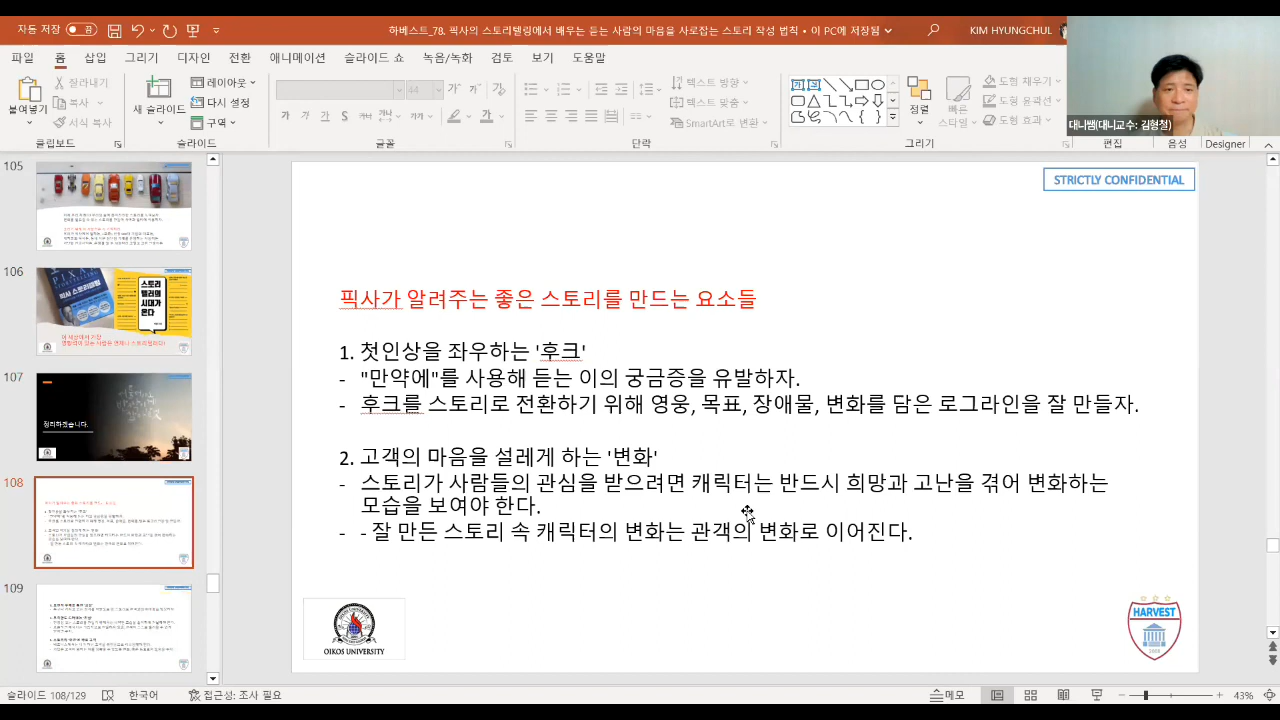 자동 저장
하베스트_78. 픽사의 스토리텔링에서 배우는 듣는 사람의 마음을 사로잡는 스토리 작성 법칙 • 이 PC에 저장됨
KIM HYUNGCHUL
파일 홈 삽입 그리기 디자인 전환 애니메이션 슬라이드 쇼 녹음/녹화 검토 보기 도움말
붙여넣기
잘라내기
복사
서식 복사
새 슬라이드
레이아웃
다시 설정
구역
44
텍스트 방향
텍스트 맞춤
SmartArt로 변환
정렬
빠른 스타일
도형 채우기
도형 윤곽선
도형 효과
대니쌤(대니교수: 김형철)
클립보드 슬라이드 글꼴 단락 그리기 편집 음성 Designer
105
106
PIXAR
스토리
텔러의
시대가
온다
107
정리하겠습니다.
108
109
STRICTLY CONFIDENTIAL
픽사가 알려주는 좋은 스토리를 만드는 요소들
1. 첫인상을 좌우하는 '후크'
- "만약에"를 사용해 듣는 이의 궁금증을 유발하자.
- 후크를 스토리로 전환하기 위해 영웅, 목표, 장애물, 변화를 담은 로그라인을 잘 만들자.
2. 고객의 마음을 설레게 하는 '변화'
- 스토리가 사람들의 관심을 받으려면 캐릭터는 반드시 희망과 고난을 겪어 변화하는
모습을 보여야 한다.
- - 잘 만든 스토리 속 캐릭터의 변화는 관객의 변화로 이어진다.
OIKOS UNIVERSITY
HARVEST
슬라이드 108/129 한국어 접근성: 조사 필요 메모 43%